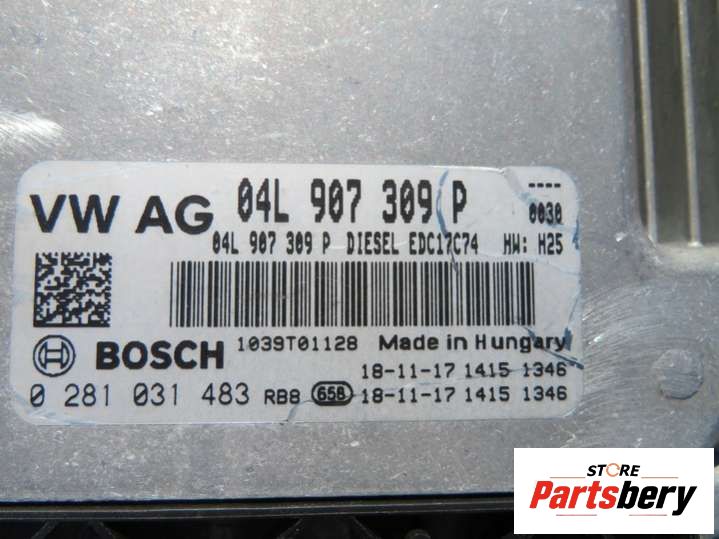 VW AG 04L 907 309 P ----
0030
04L 907 309 P DIESEL EDC17C74 HW: H25
1039T01128 Made in Hungary
BOSCH
18-11-17 1415 1346
0 281 031 483 RB8 658 18-11-17 1415 1346
STORE
Partsbery